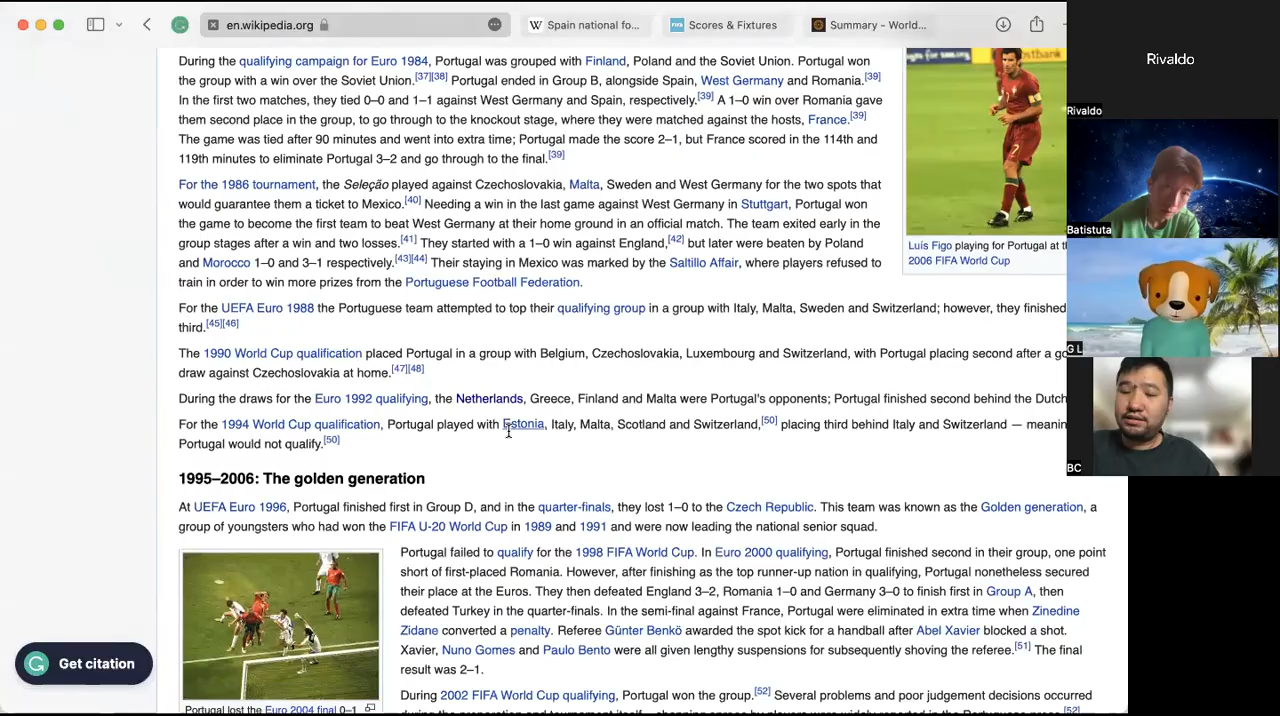 en.wikipedia.org
Spain national fo...
FIFA
Scores & Fixtures
Summary - World...
Rivaldo
Rivaldo
Batistuta
G L
BC
During the qualifying campaign for Euro 1984, Portugal was grouped with Finland, Poland and the Soviet Union. Portugal won
the group with a win over the Soviet Union.[37][38] Portugal ended in Group B, alongside Spain, West Germany and Romania.[39]
In the first two matches, they tied 0–0 and 1–1 against West Germany and Spain, respectively.[39] A 1–0 win over Romania gave
them second place in the group, to go through to the knockout stage, where they were matched against the hosts, France.[39]
The game was tied after 90 minutes and went into extra time; Portugal made the score 2–1, but France scored in the 114th and
119th minutes to eliminate Portugal 3–2 and go through to the final.[39]
For the 1986 tournament, the Seleção played against Czechoslovakia, Malta, Sweden and West Germany for the two spots that
would guarantee them a ticket to Mexico.[40] Needing a win in the last game against West Germany in Stuttgart, Portugal won
the game to become the first team to beat West Germany at their home ground in an official match. The team exited early in the
group stages after a win and two losses.[41] They started with a 1–0 win against England,[42] but later were beaten by Poland
and Morocco 1–0 and 3–1 respectively.[43][44] Their staying in Mexico was marked by the Saltillo Affair, where players refused to
train in order to win more prizes from the Portuguese Football Federation.
Luís Figo playing for Portugal at t
2006 FIFA World Cup
For the UEFA Euro 1988 the Portuguese team attempted to top their qualifying group in a group with Italy, Malta, Sweden and Switzerland; however, they finished
third.[45][46]
The 1990 World Cup qualification placed Portugal in a group with Belgium, Czechoslovakia, Luxembourg and Switzerland, with Portugal placing second after a go
draw against Czechoslovakia at home.[47][48]
During the draws for the Euro 1992 qualifying, the Netherlands, Greece, Finland and Malta were Portugal's opponents; Portugal finished second behind the Dutch
For the 1994 World Cup qualification, Portugal played with Estonia, Italy, Malta, Scotland and Switzerland,[50] placing third behind Italy and Switzerland — meanin
Portugal would not qualify.[50]
1995–2006: The golden generation
At UEFA Euro 1996, Portugal finished first in Group D, and in the quarter-finals, they lost 1–0 to the Czech Republic. This team was known as the Golden generation, a
group of youngsters who had won the FIFA U-20 World Cup in 1989 and 1991 and were now leading the national senior squad.
Portugal failed to qualify for the 1998 FIFA World Cup. In Euro 2000 qualifying, Portugal finished second in their group, one point
short of first-placed Romania. However, after finishing as the top runner-up nation in qualifying, Portugal nonetheless secured
their place at the Euros. They then defeated England 3–2, Romania 1–0 and Germany 3–0 to finish first in Group A, then
defeated Turkey in the quarter-finals. In the semi-final against France, Portugal were eliminated in extra time when Zinedine
Zidane converted a penalty. Referee Günter Benkö awarded the spot kick for a handball after Abel Xavier blocked a shot.
Xavier, Nuno Gomes and Paulo Bento were all given lengthy suspensions for subsequently shoving the referee.[51] The final
result was 2–1.
During 2002 FIFA World Cup qualifying, Portugal won the group.[52] Several problems and poor judgement decisions occurred
Portugal lost the Euro 2004 final 0–1
Get citation